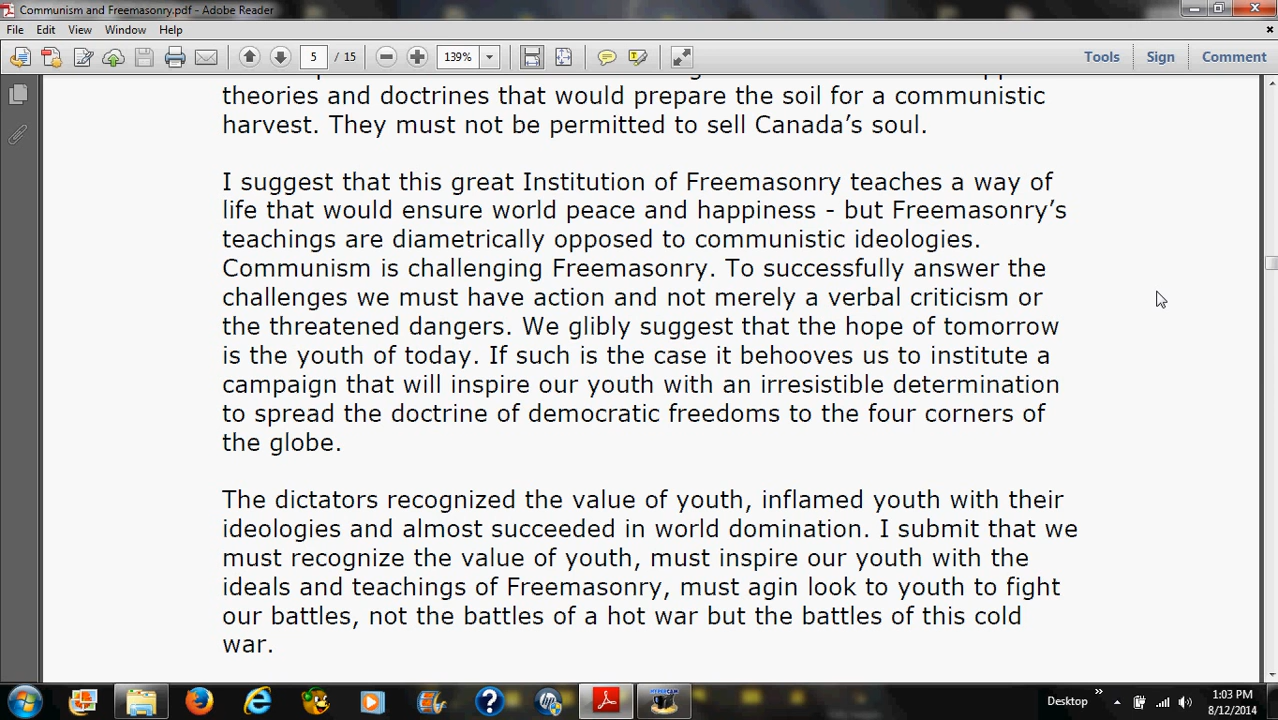 Communism and Freemasonry.pdf - Adobe Reader
File Edit View Window Help
5 / 15 139% Tools Sign Comment
theories and doctrines that would prepare the soil for a communistic
harvest. They must not be permitted to sell Canada's soul.
I suggest that this great Institution of Freemasonry teaches a way of
life that would ensure world peace and happiness - but Freemasonry's
teachings are diametrically opposed to communistic ideologies.
Communism is challenging Freemasonry. To successfully answer the
challenges we must have action and not merely a verbal criticism or
the threatened dangers. We glibly suggest that the hope of tomorrow
is the youth of today. If such is the case it behooves us to institute a
campaign that will inspire our youth with an irresistible determination
to spread the doctrine of democratic freedoms to the four corners of
the globe.
The dictators recognized the value of youth, inflamed youth with their
ideologies and almost succeeded in world domination. I submit that we
must recognize the value of youth, must inspire our youth with the
ideals and teachings of Freemasonry, must agin look to youth to fight
our battles, not the battles of a hot war but the battles of this cold
war.
Desktop
1:03 PM
8/12/2014